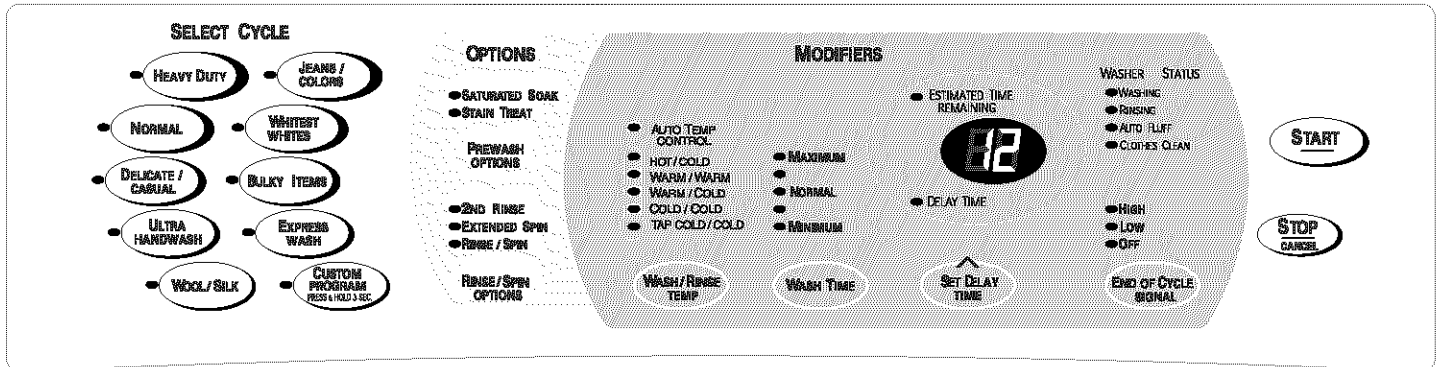 SELECT CYCLE
HEAVY DUTY
JEANS /
COLORS
NORMAL
WHITEST
WHITES
DELICATE /
CASUAL
BULKY ITEMS
ULTRA
HANDWASH
EXPRESS
WASH
WOOL / SILK
CUSTOM
PROGRAM
PRESS & HOLD 3 SEC.
OPTIONS
SATURATED SOAK
STAIN TREAT
PREWASH
OPTIONS
2ND RINSE
EXTENDED SPIN
RINSE / SPIN
RINSE/SPIN
OPTIONS
MODIFIERS
AUTO TEMP
CONTROL
HOT/COLD
WARM/WARM
WARM/COLD
COLD/COLD
TAP COLD/COLD
WASH/RINSE
TEMP
MAXIMUM
NORMAL
MINIMUM
WASH TIME
ESTIMATED TIME
REMAINING
12
DELAY TIME
SET DELAY
TIME
WASHER STATUS
WASHING
RINSING
AUTO FLUFF
CLOTHES CLEAN
HIGH
LOW
OFF
END OF CYCLE
SIGNAL
START
STOP
CANCEL